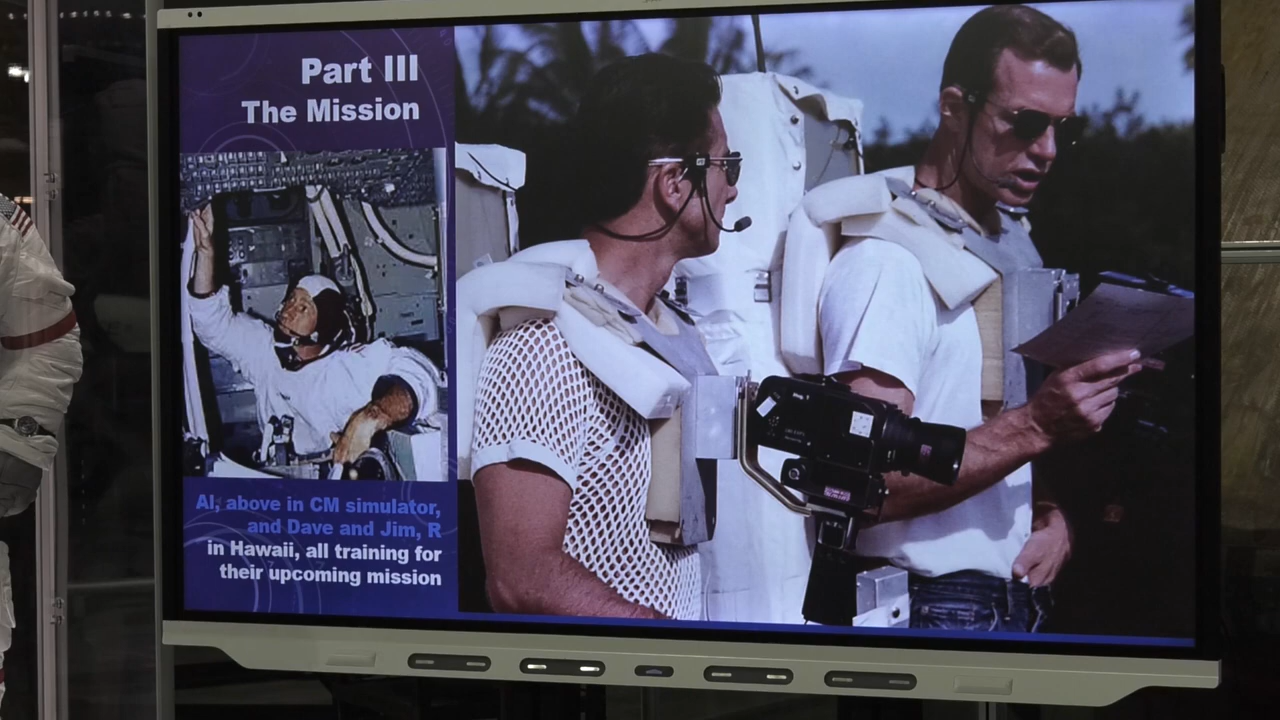 Part III
The Mission
Al, above in CM simulator,
and Dave and Jim, R
in Hawaii, all training for
their upcoming mission